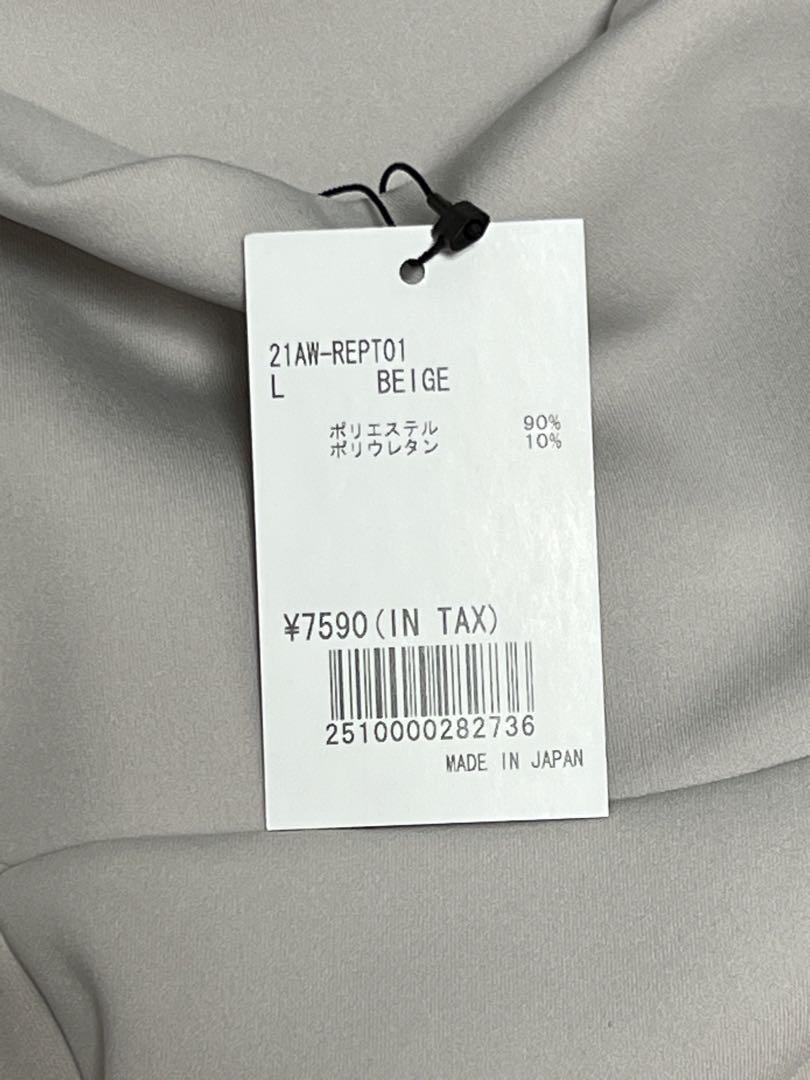 21AW-REPT01
L BEIGE
ポリエステル 90%
ポリウレタン 10%
¥7590(IN TAX)
2510000282736
MADE IN JAPAN